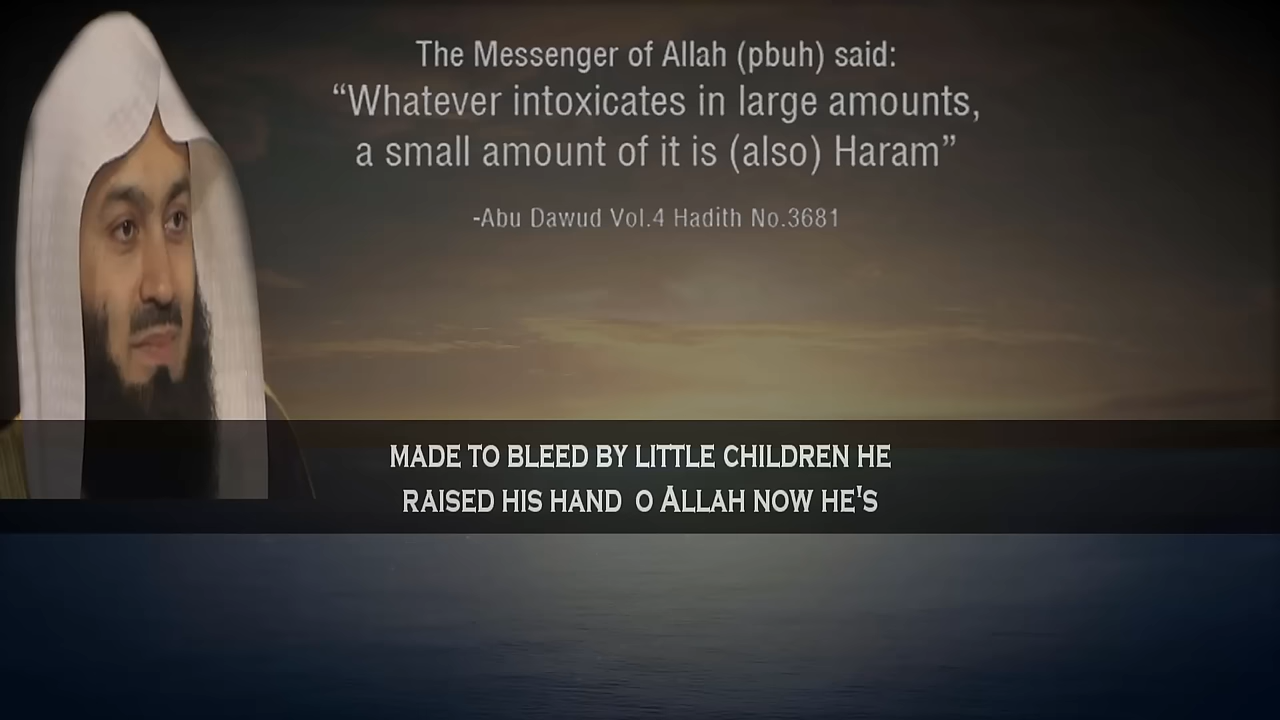 The Messenger of Allah (pbuh) said:
“Whatever intoxicates in large amounts,
a small amount of it is (also) Haram”
-Abu Dawud Vol.4 Hadith No.3681
MADE TO BLEED BY LITTLE CHILDREN HE
RAISED HIS HAND  O ALLAH NOW HE'S